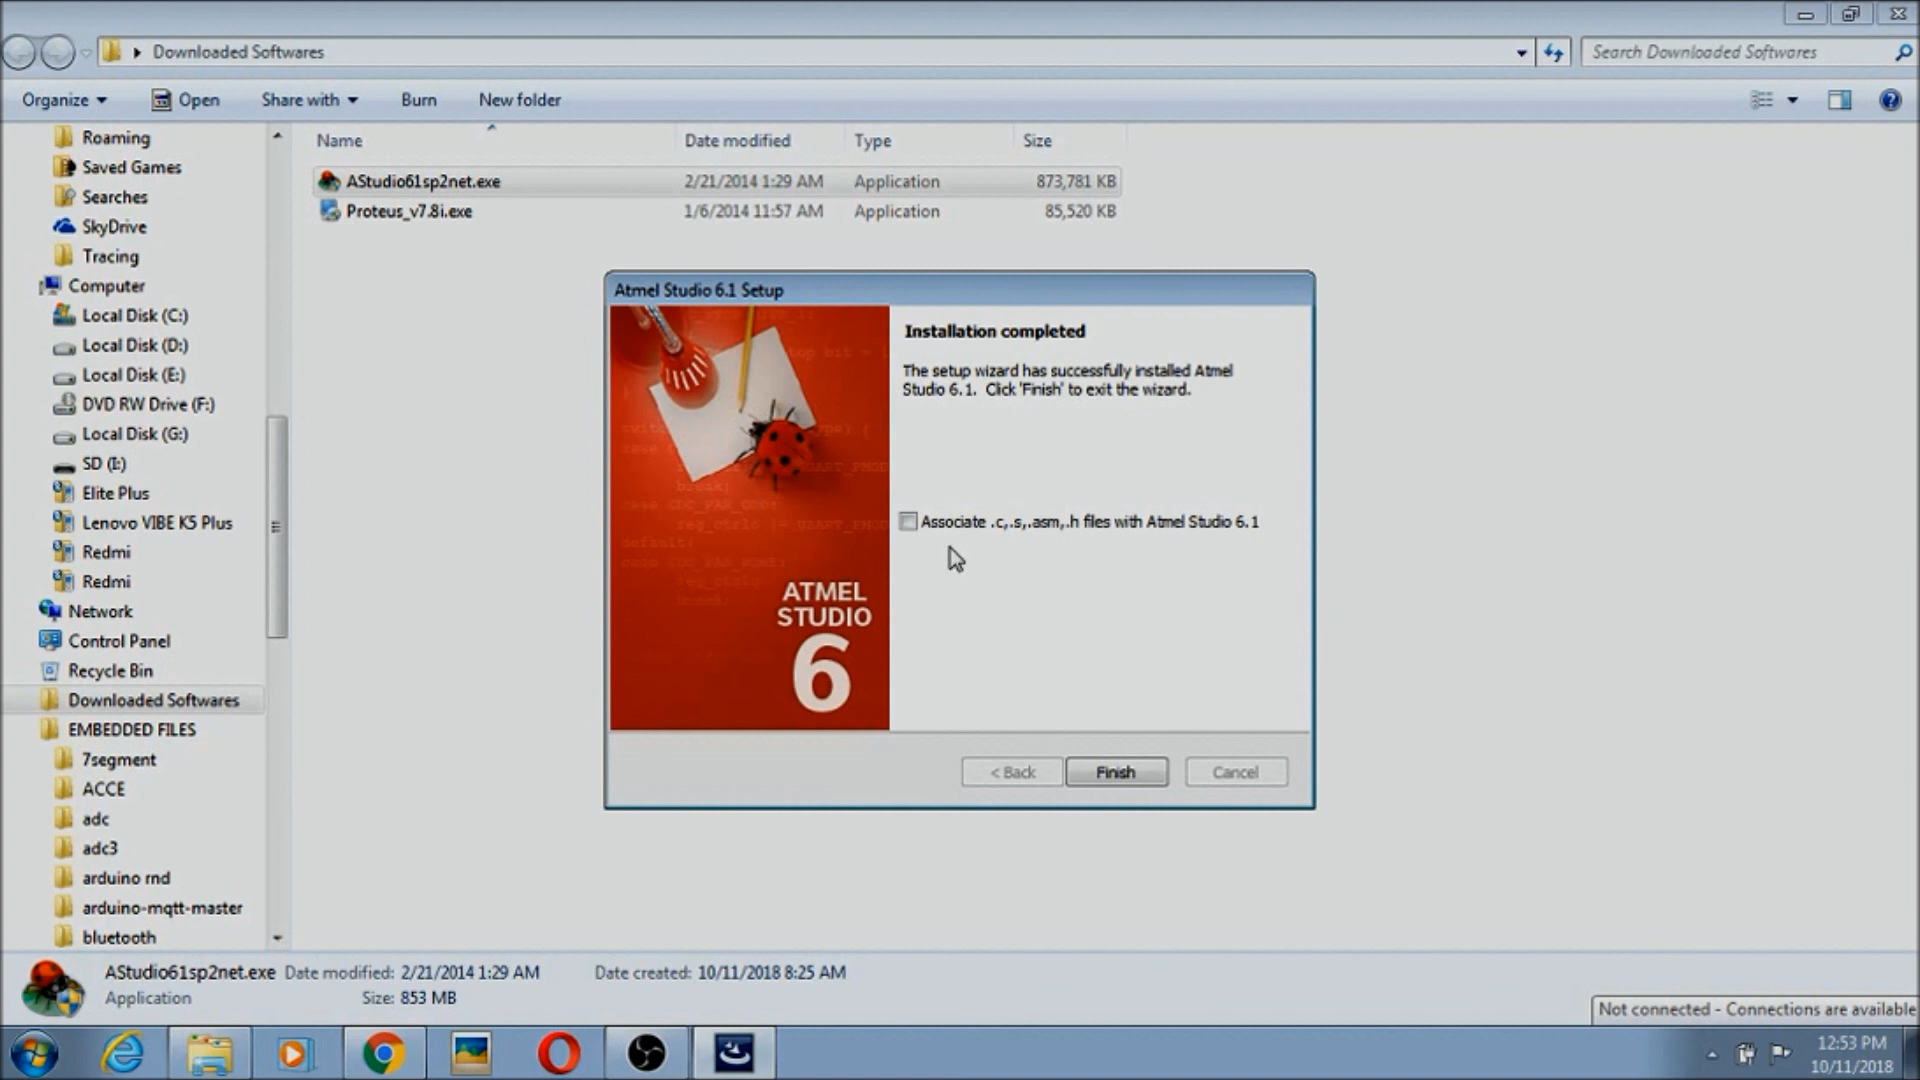 Downloaded Softwares
Search Downloaded Softwares
Organize
Open
Share with
Burn
New folder
Roaming
Saved Games
Searches
SkyDrive
Tracing
Computer
Local Disk (C:)
Local Disk (D:)
Local Disk (E:)
DVD RW Drive (F:)
Local Disk (G:)
SD (I:)
Elite Plus
Lenovo VIBE K5 Plus
Redmi
Redmi
Network
Control Panel
Recycle Bin
Downloaded Softwares
EMBEDDED FILES
7segment
ACCE
adc
adc3
arduino rnd
arduino-mqtt-master
bluetooth
Name Date modified Type Size
AStudio61sp2net.exe 2/21/2014 1:29 AM Application 873,781 KB
Proteus_v7.8i.exe 1/6/2014 11:57 AM Application 85,520 KB
Atmel Studio 6.1 Setup
Installation completed
The setup wizard has successfully installed Atmel
Studio 6.1. Click 'Finish' to exit the wizard.
Associate .c,.s,.asm,.h files with Atmel Studio 6.1
ATMEL
STUDIO
6
< Back
Finish
Cancel
AStudio61sp2net.exe Date modified: 2/21/2014 1:29 AM Date created: 10/11/2018 8:25 AM
Application Size: 853 MB
Not connected - Connections are available
12:53 PM
10/11/2018